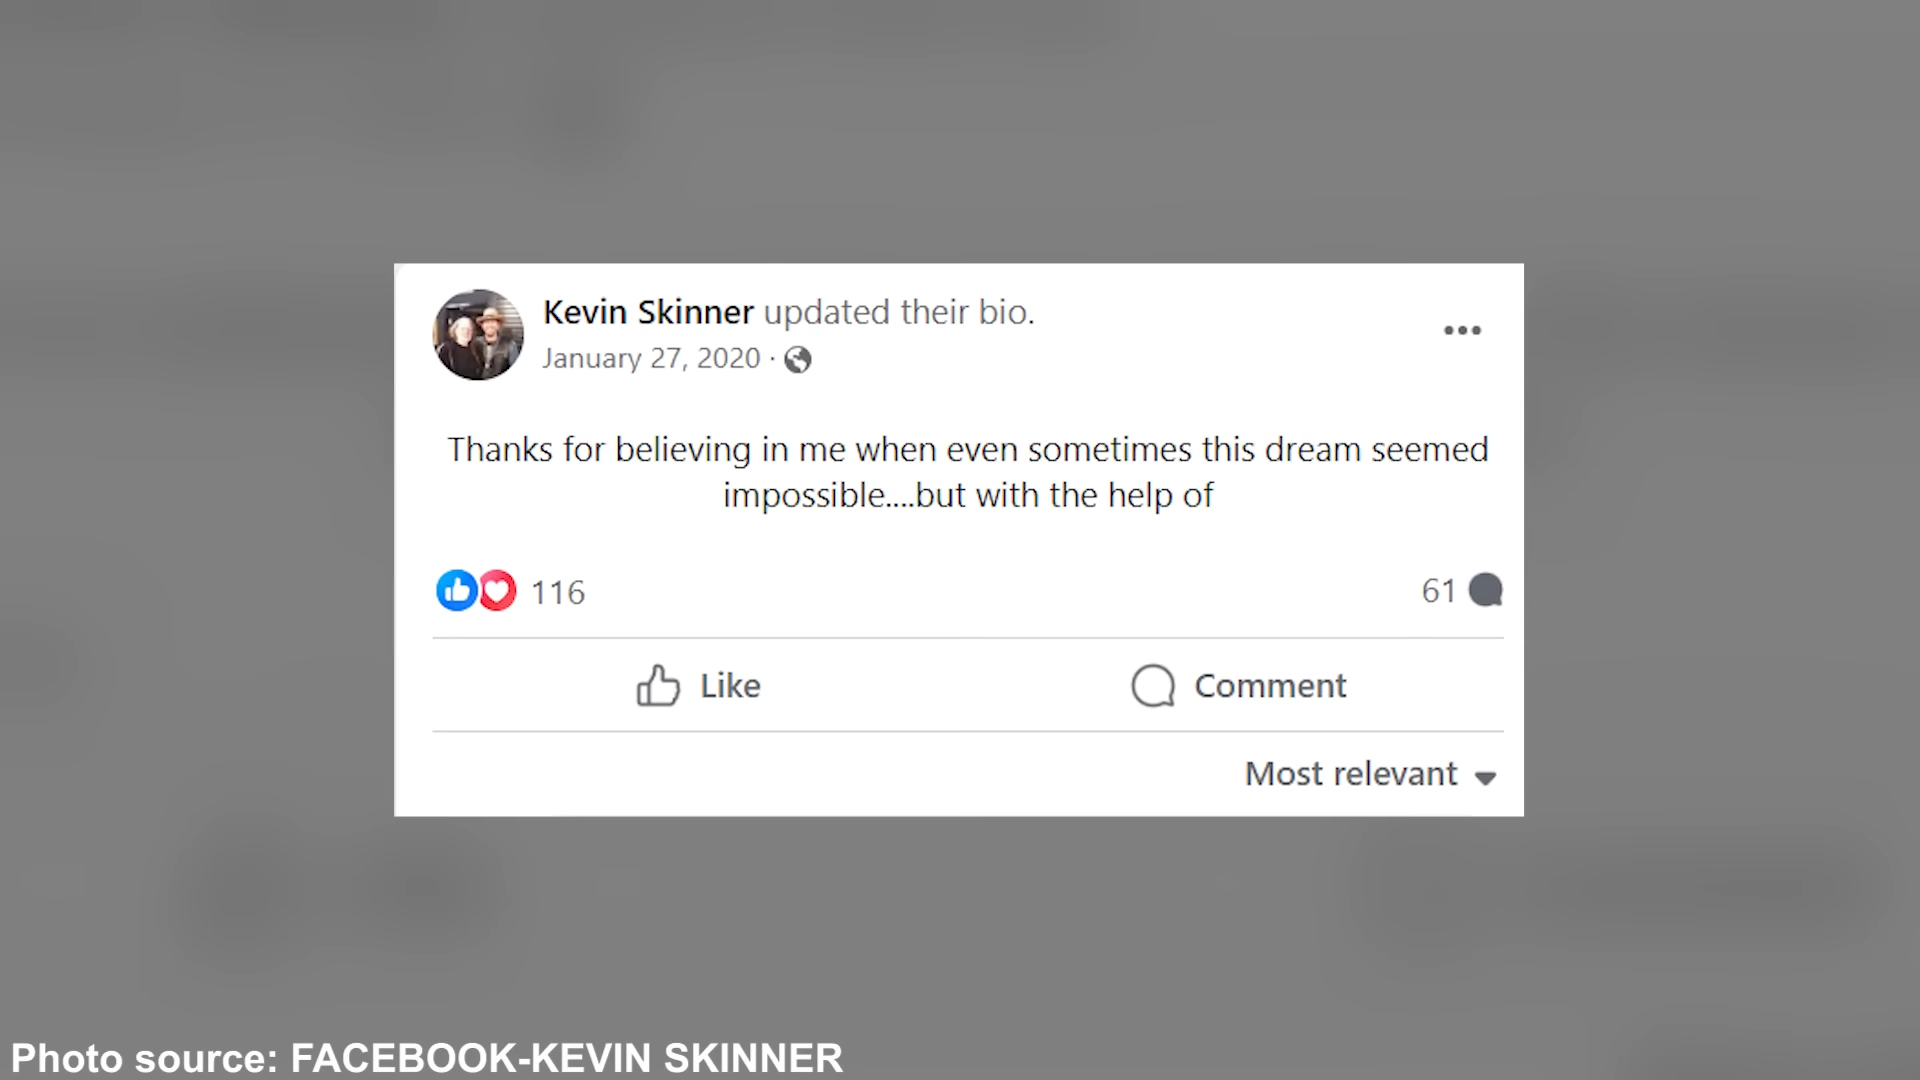 Kevin Skinner updated their bio.
January 27, 2020 ·
Thanks for believing in me when even sometimes this dream seemed
impossible....but with the help of
116
61
Like
Comment
Most relevant
Photo source: FACEBOOK-KEVIN SKINNER